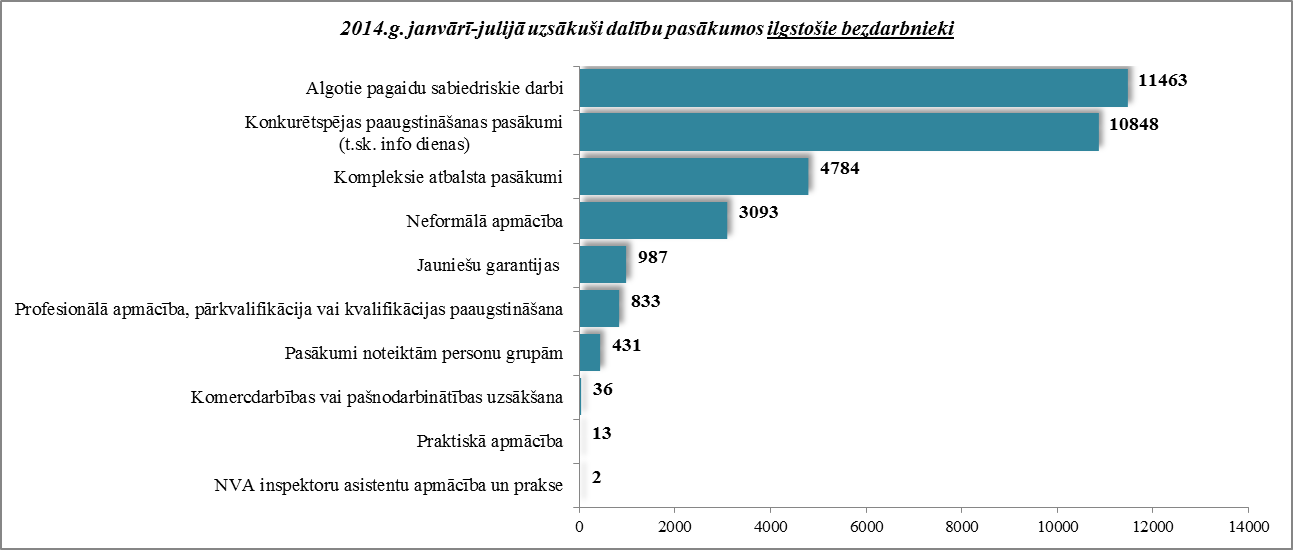 2014.g. janvārī-julijā uzsākuši dalību pasākumos ilgstošie bezdarbnieki
Algotie pagaidu sabiedriskie darbi
11463
Konkurētspējas paaugstināšanas pasākumi
(t.sk. info dienas)
10848
Kompleksie atbalsta pasākumi
4784
Neformālā apmācība
3093
Jauniešu garantijas
987
Profesionālā apmācība, pārkvalifikācija vai kvalifikācijas paaugstināšana
833
Pasākumi noteiktām personu grupām
431
Komercdarbības vai pašnodarbinātības uzsākšana
36
Praktiskā apmācība
13
NVA inspektoru asistentu apmācība un prakse
2
0 2000 4000 6000 8000 10000 12000 14000